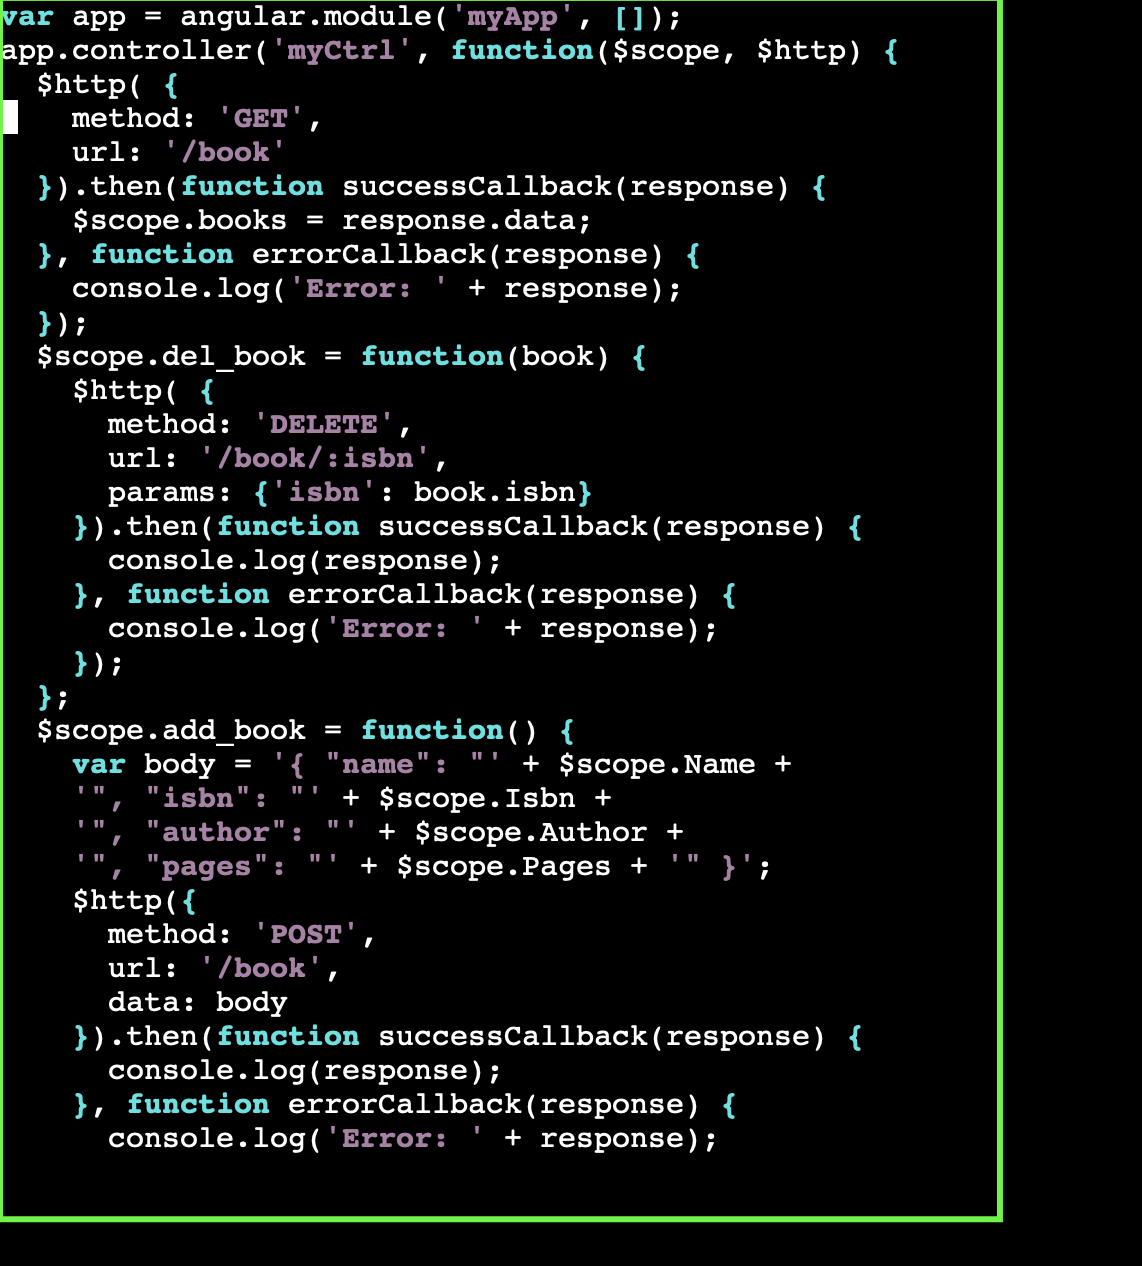 var app = angular.module('myApp', []);
app.controller('myCtrl', function($scope, $http) {
  $http( {
    method: 'GET',
    url: '/book'
  }).then(function successCallback(response) {
    $scope.books = response.data;
  }, function errorCallback(response) {
    console.log('Error: ' + response);
  });
  $scope.del_book = function(book) {
    $http( {
      method: 'DELETE',
      url: '/book/:isbn',
      params: {'isbn': book.isbn}
    }).then(function successCallback(response) {
      console.log(response);
    }, function errorCallback(response) {
      console.log('Error: ' + response);
    });
  };
  $scope.add_book = function() {
    var body = '{ "name": "' + $scope.Name +
    '", "isbn": "' + $scope.Isbn +
    '", "author": "' + $scope.Author +
    '", "pages": "' + $scope.Pages + '" }';
    $http({
      method: 'POST',
      url: '/book',
      data: body
    }).then(function successCallback(response) {
      console.log(response);
    }, function errorCallback(response) {
      console.log('Error: ' + response);